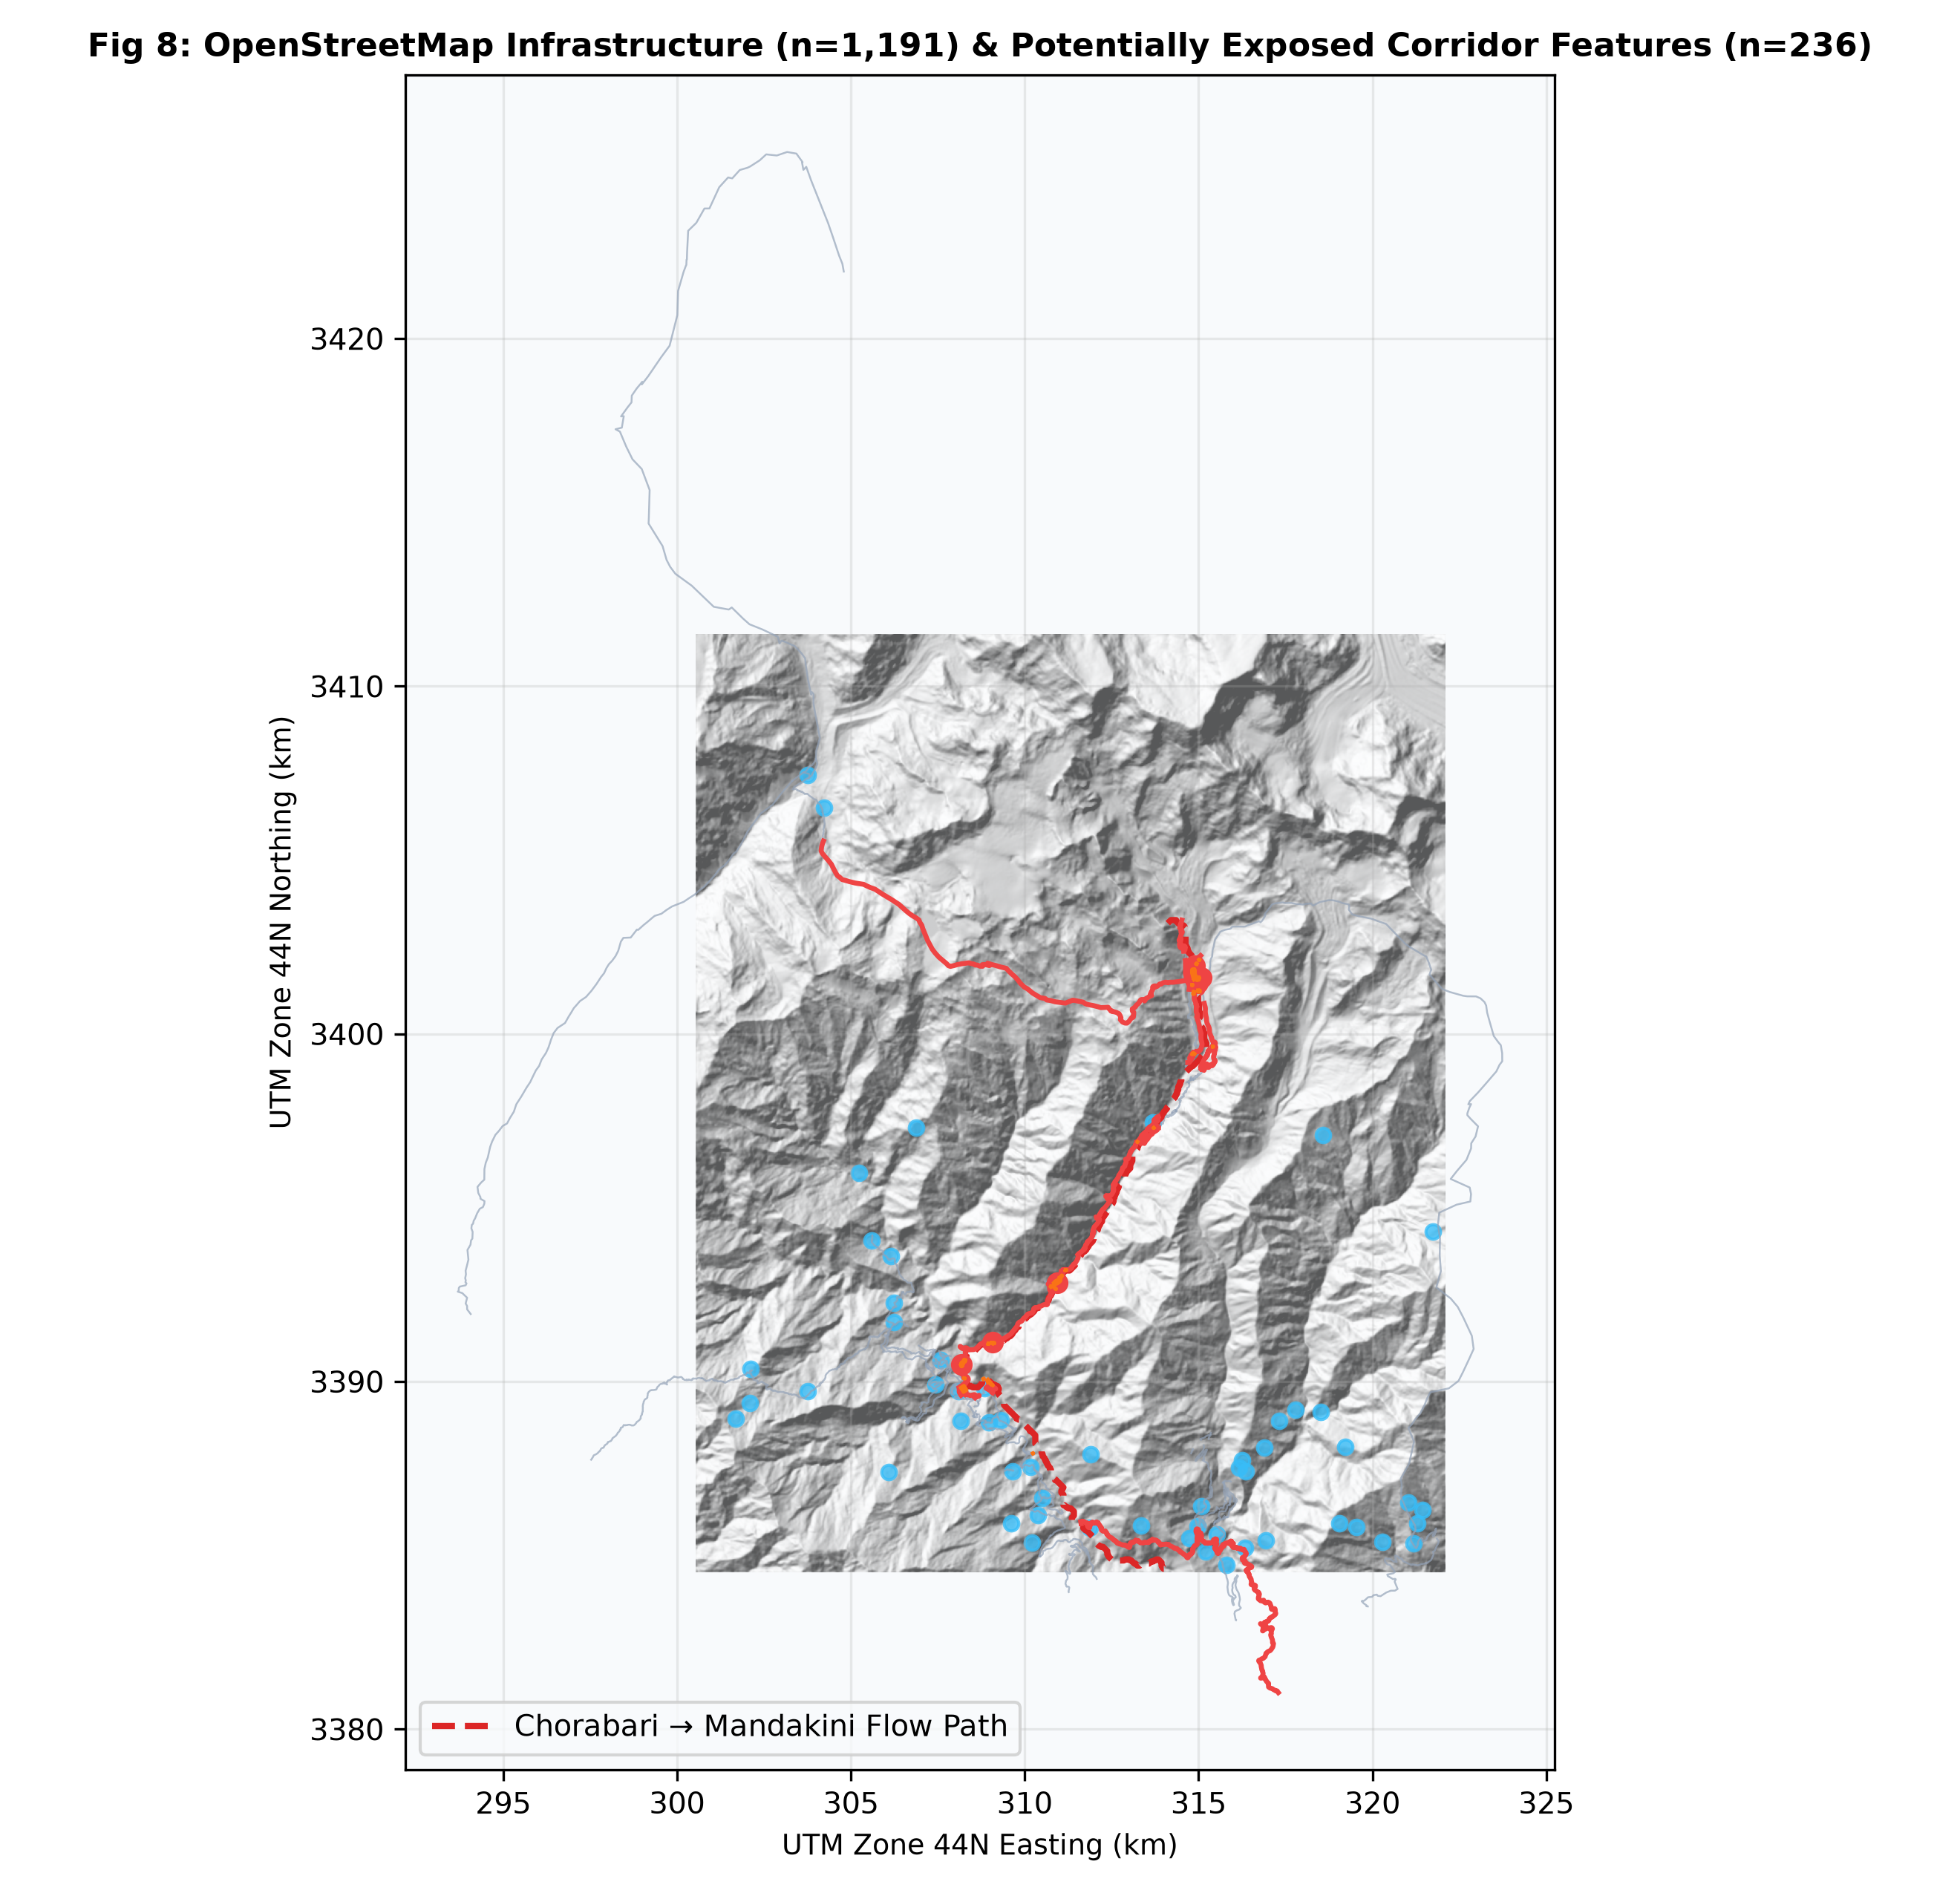 Fig 8: OpenStreetMap Infrastructure (n=1,191) & Potentially Exposed Corridor Features (n=236)
UTM Zone 44N Northing (km)
3420
3410
3400
3390
3380
Chorabari → Mandakini Flow Path
295 300 305 310 315 320 325
UTM Zone 44N Easting (km)